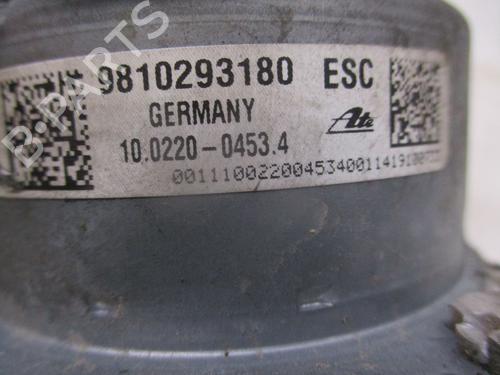 B-PARTS
9810293180 ESC
GERMANY
Ate
10.0220-0453.4